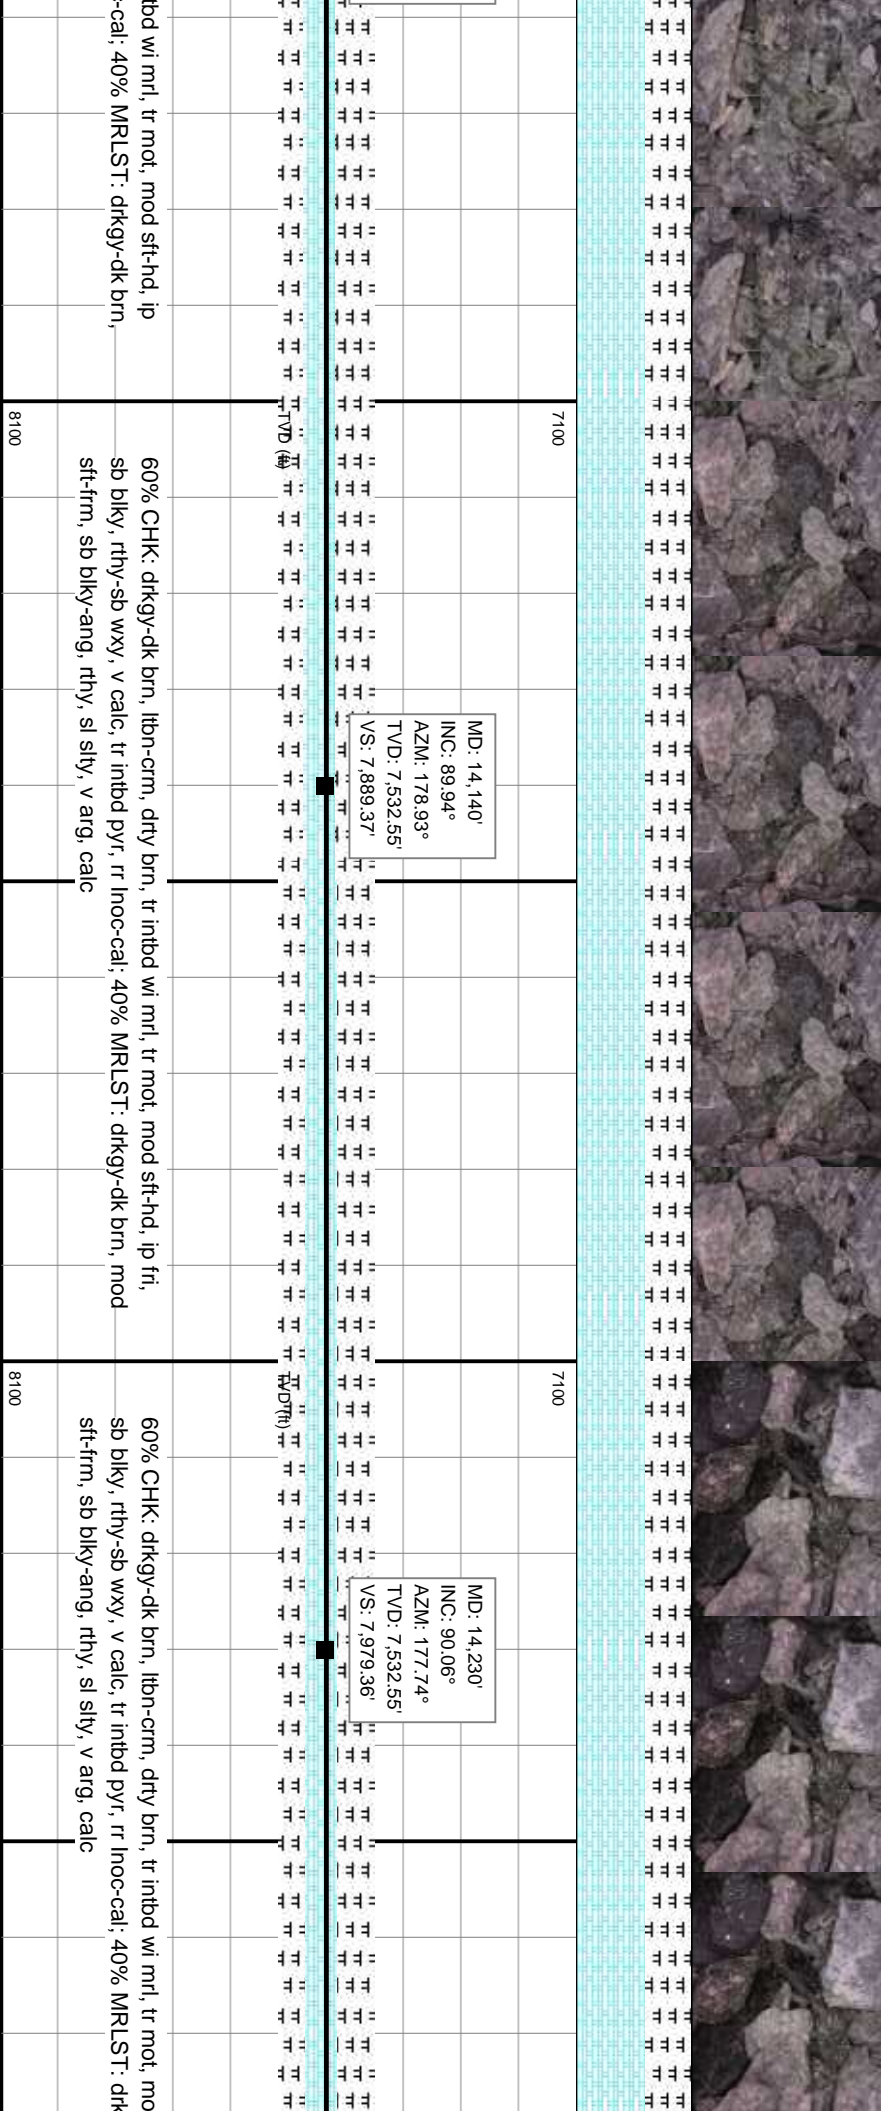 tbd wi mrl, tr mot, mod sft-hd, ip
-cal; 40% MRLST: drkgy-dk brn,
7100
TVD (ft)
8100
MD: 14,140'
INC: 89.94°
AZM: 178.93°
TVD: 7,532.55'
VS: 7,889.37'
60% CHK: drkgy-dk brn, ltbn-crm, drty brn, tr intbd wi mrl, tr mot, mod sft-hd, ip fri,
sb blky, rthy-sb wxy, v calc, tr intbd pyr, rr Inoc-cal; 40% MRLST: drkgy-dk brn, mod
sft-frm, sb blky-ang, rthy, sl slty, v arg, calc
7100
TVD (ft)
8100
MD: 14,230'
INC: 90.06°
AZM: 177.74°
TVD: 7,532.55'
VS: 7,979.36'
60% CHK: drkgy-dk brn, ltbn-crm, drty brn, tr intbd wi mrl, tr mot, mo
sb blky, rthy-sb wxy, v calc, tr intbd pyr, rr Inoc-cal; 40% MRLST: drk
sft-frm, sb blky-ang, rthy, sl slty, v arg, calc